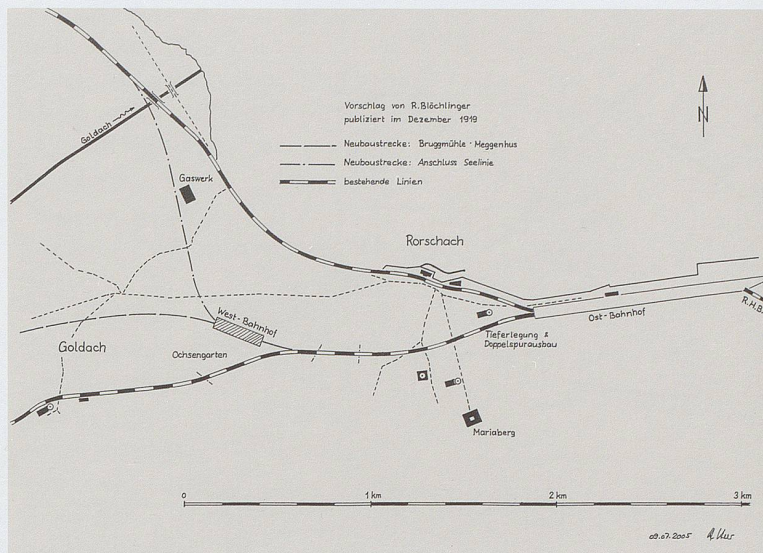 Vorschlag von R.Blöchlinger
publiziert im Dezember 1919
Neubaustrecke: Bruggmühle - Meggenhus
Neubaustrecke: Anschluss Seelinie
bestehende Linien
N
Goldach
Gaswerk
Rorschach
West-Bahnhof
Goldach
Ochsengarten
Tieferlegung &
Doppelspurausbau
Ost-Bahnhof
R.H.B.
Mariaberg
0
1 km
2 km
3 km
09.07.2005